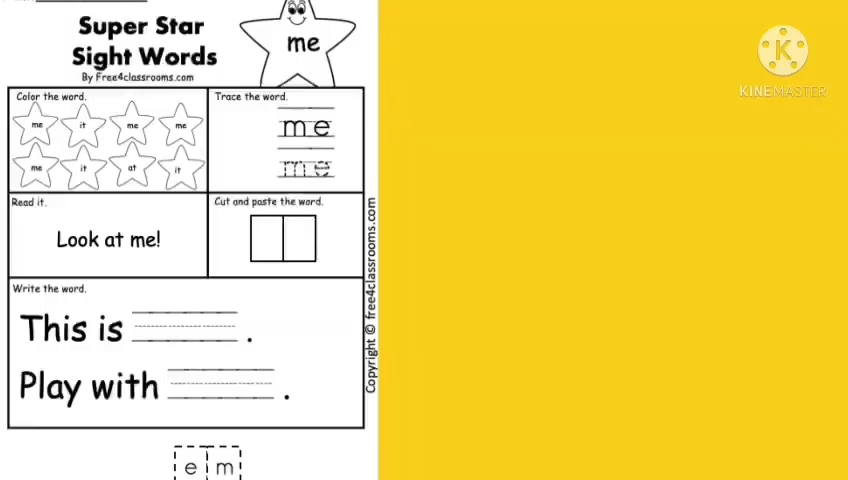 Super Star
Sight Words
By Free4classrooms.com
me
Color the word.
me it me me
me it at it
Trace the word.
me
me
Read it.
Look at me!
Cut and paste the word.
Write the word.
This is .
Play with .
e m
Copyright © free4classrooms.com
K
KINEMASTER